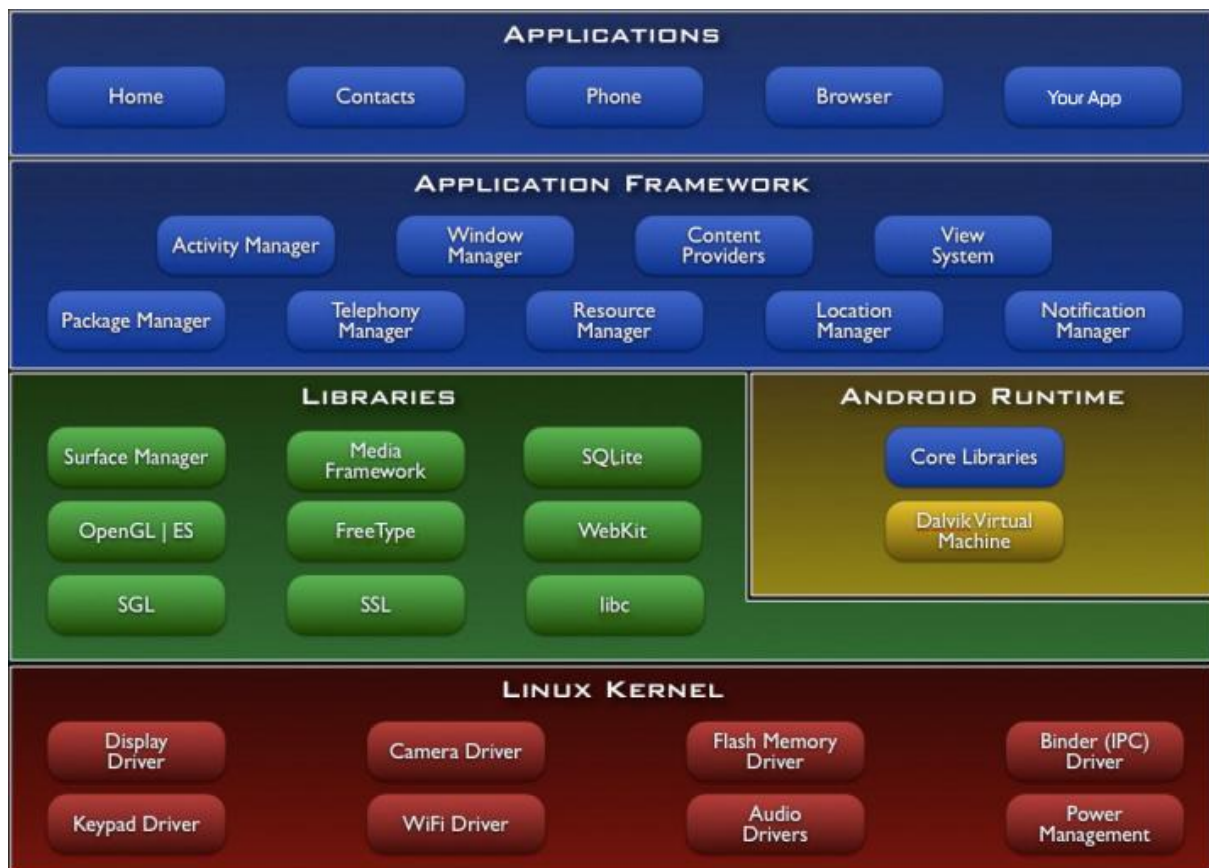 APPLICATIONS
Home
Contacts
Phone
Browser
Your App
APPLICATION FRAMEWORK
Activity Manager
Window
Manager
Content
Providers
View
System
Package Manager
Telephony
Manager
Resource
Manager
Location
Manager
Notification
Manager
LIBRARIES
Surface Manager
Media
Framework
SQLite
OpenGL | ES
FreeType
WebKit
SGL
SSL
libc
ANDROID RUNTIME
Core Libraries
Dalvik Virtual
Machine
LINUX KERNEL
Display
Driver
Camera Driver
Flash Memory
Driver
Binder (IPC)
Driver
Keypad Driver
WiFi Driver
Audio
Drivers
Power
Management